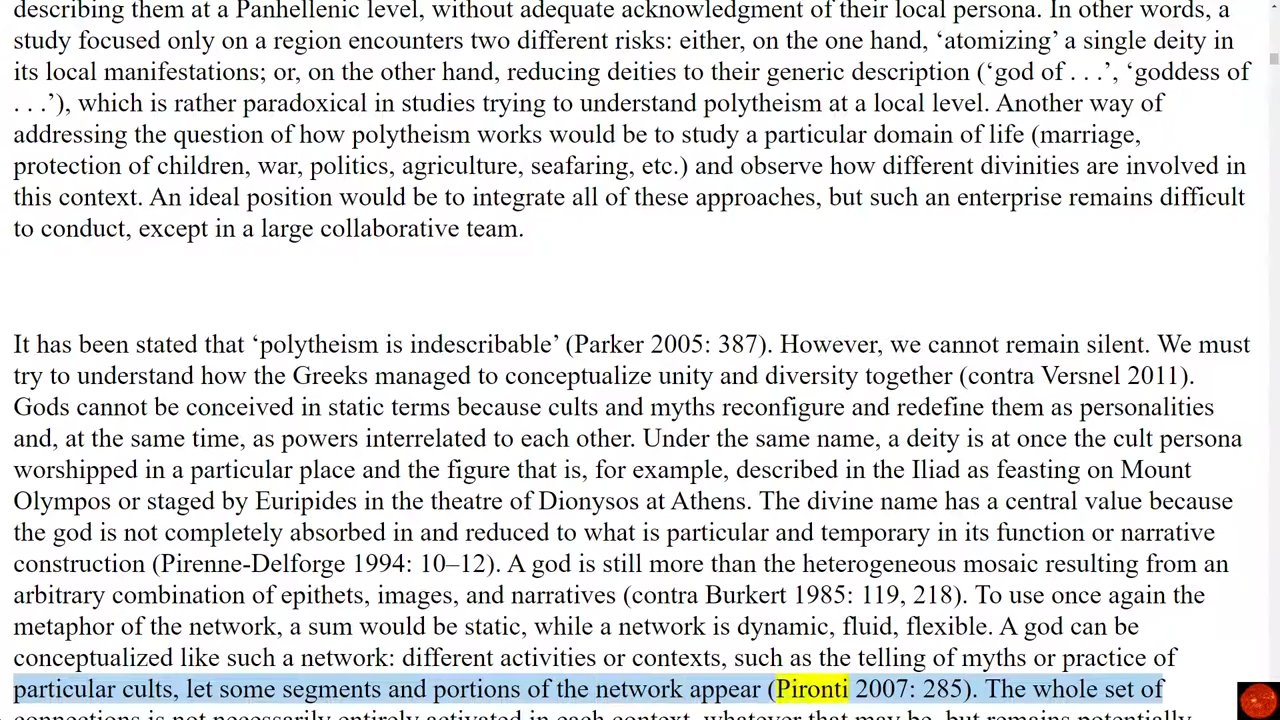 describing them at a Panhellenic level, without adequate acknowledgment of their local persona. In other words, a
study focused only on a region encounters two different risks: either, on the one hand, ‘atomizing’ a single deity in
its local manifestations; or, on the other hand, reducing deities to their generic description (‘god of . . .’, ‘goddess of
. . .’), which is rather paradoxical in studies trying to understand polytheism at a local level. Another way of
addressing the question of how polytheism works would be to study a particular domain of life (marriage,
protection of children, war, politics, agriculture, seafaring, etc.) and observe how different divinities are involved in
this context. An ideal position would be to integrate all of these approaches, but such an enterprise remains difficult
to conduct, except in a large collaborative team.
It has been stated that ‘polytheism is indescribable’ (Parker 2005: 387). However, we cannot remain silent. We must
try to understand how the Greeks managed to conceptualize unity and diversity together (contra Versnel 2011).
Gods cannot be conceived in static terms because cults and myths reconfigure and redefine them as personalities
and, at the same time, as powers interrelated to each other. Under the same name, a deity is at once the cult persona
worshipped in a particular place and the figure that is, for example, described in the Iliad as feasting on Mount
Olympos or staged by Euripides in the theatre of Dionysos at Athens. The divine name has a central value because
the god is not completely absorbed in and reduced to what is particular and temporary in its function or narrative
construction (Pirenne-Delforge 1994: 10–12). A god is still more than the heterogeneous mosaic resulting from an
arbitrary combination of epithets, images, and narratives (contra Burkert 1985: 119, 218). To use once again the
metaphor of the network, a sum would be static, while a network is dynamic, fluid, flexible. A god can be
conceptualized like such a network: different activities or contexts, such as the telling of myths or practice of
particular cults, let some segments and portions of the network appear (Pironti 2007: 285). The whole set of
connections is not necessarily entirely activated in each context, whatever that may be, but remains potentially